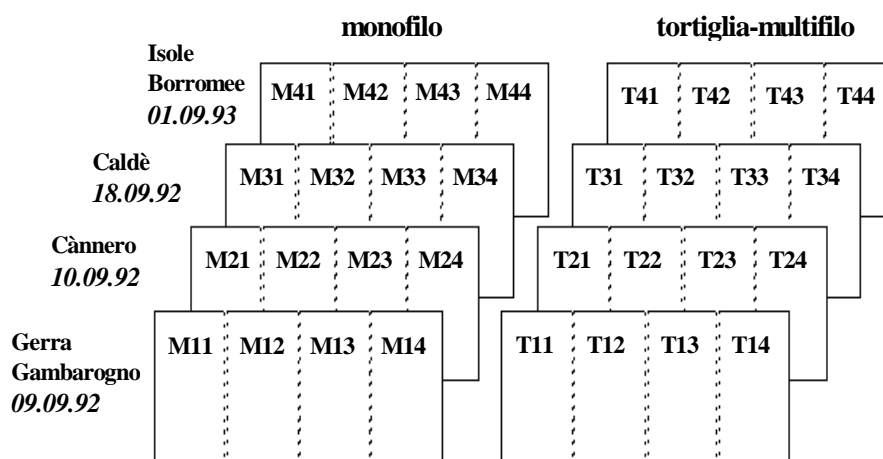 monofilo
tortiglia-multifilo
Isole
Borromee
01.09.93
M41 M42 M43 M44
T41 T42 T43 T44
Caldè
18.09.92
M31 M32 M33 M34
T31 T32 T33 T34
Cànnero
10.09.92
M21 M22 M23 M24
T21 T22 T23 T24
Gerra
Gambarogno
09.09.92
M11 M12 M13 M14
T11 T12 T13 T14